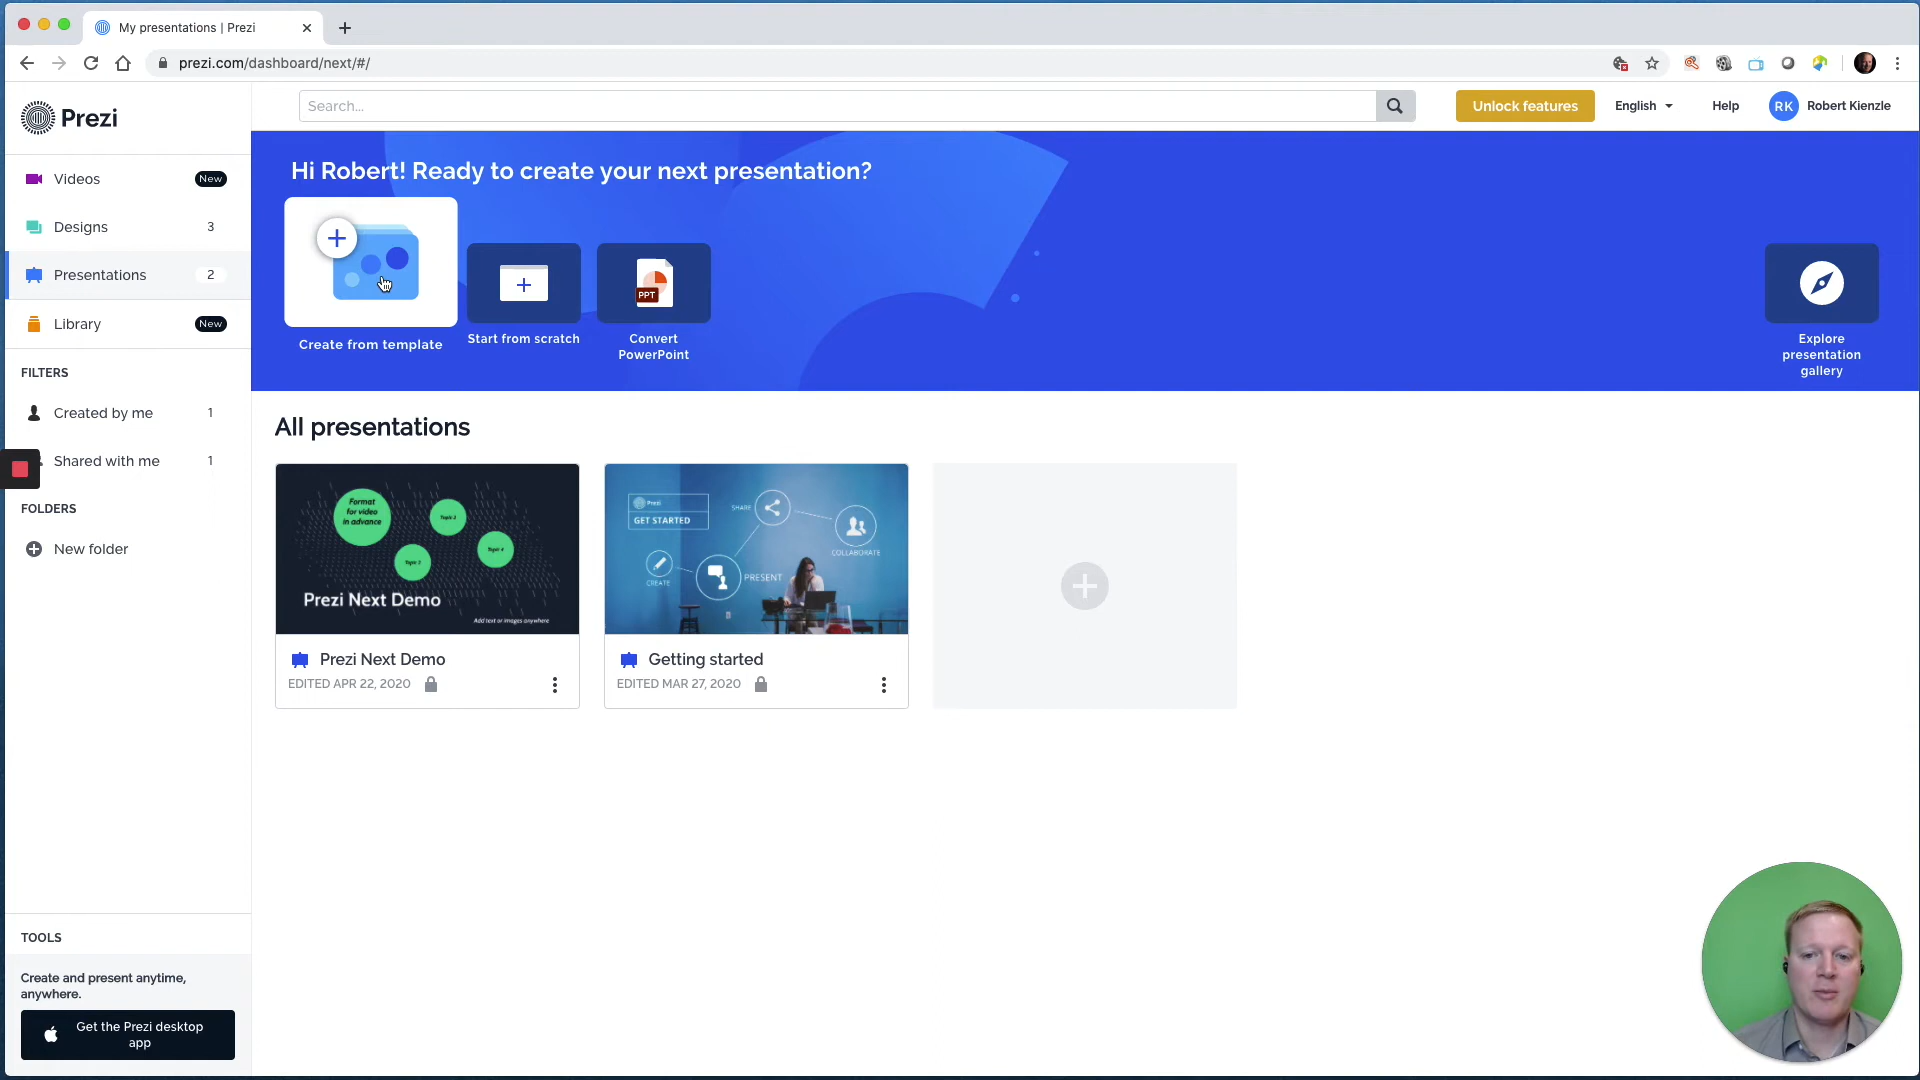 My presentations | Prezi
prezi.com/dashboard/next/#/
Prezi
Search...
Unlock features
English
Help
RK
Robert Kienzle
Videos
New
Designs
3
Presentations
2
Library
New
FILTERS
Created by me
1
Shared with me
1
FOLDERS
New folder
TOOLS
Create and present anytime,
anywhere.
Get the Prezi desktop
app
Hi Robert! Ready to create your next presentation?
Create from template
Start from scratch
PPT
Convert
PowerPoint
Explore
presentation
gallery
All presentations
Format
for video
in advance
Topic 2
Topic 3
Topic 4
Prezi Next Demo
Add text or images anywhere
Prezi Next Demo
EDITED APR 22, 2020
Prezi
GET STARTED
SHARE
COLLABORATE
CREATE
PRESENT
Getting started
EDITED MAR 27, 2020